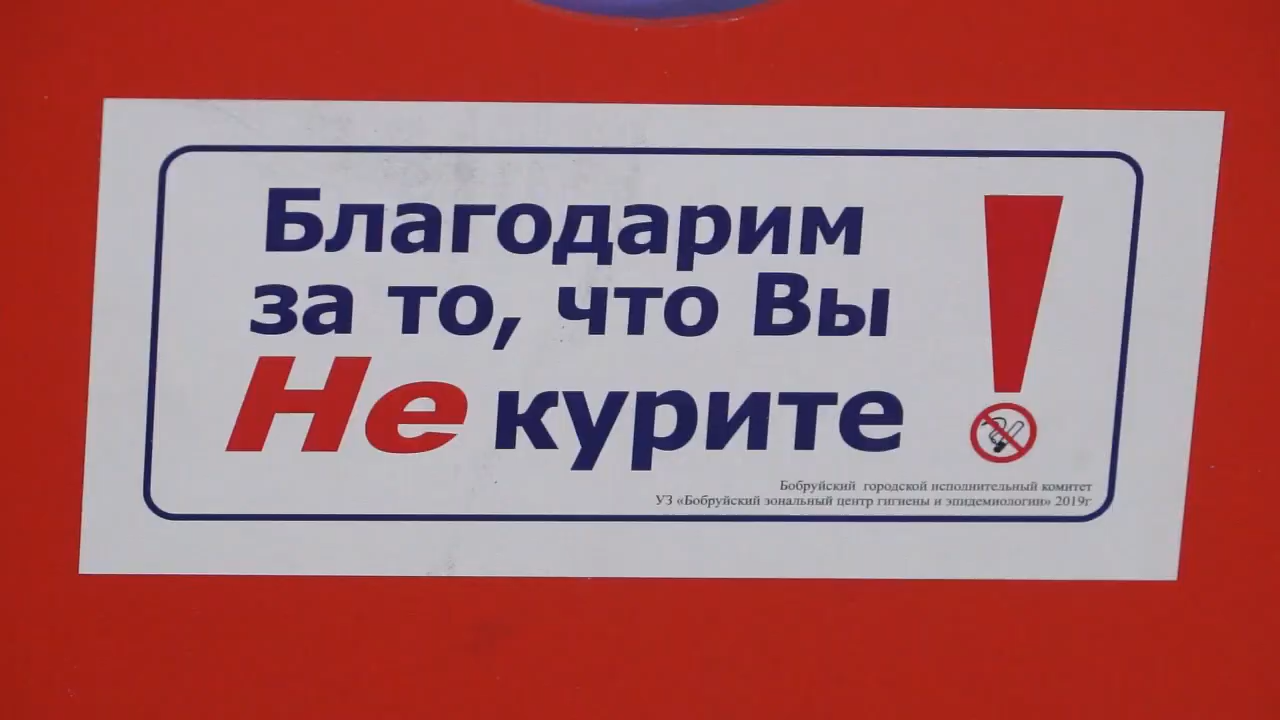 Благодарим
за то, что Вы
Не курите!
Бобруйский городской исполнительный комитет
УЗ «Бобруйский зональный центр гигиены и эпидемиологии» 2019г